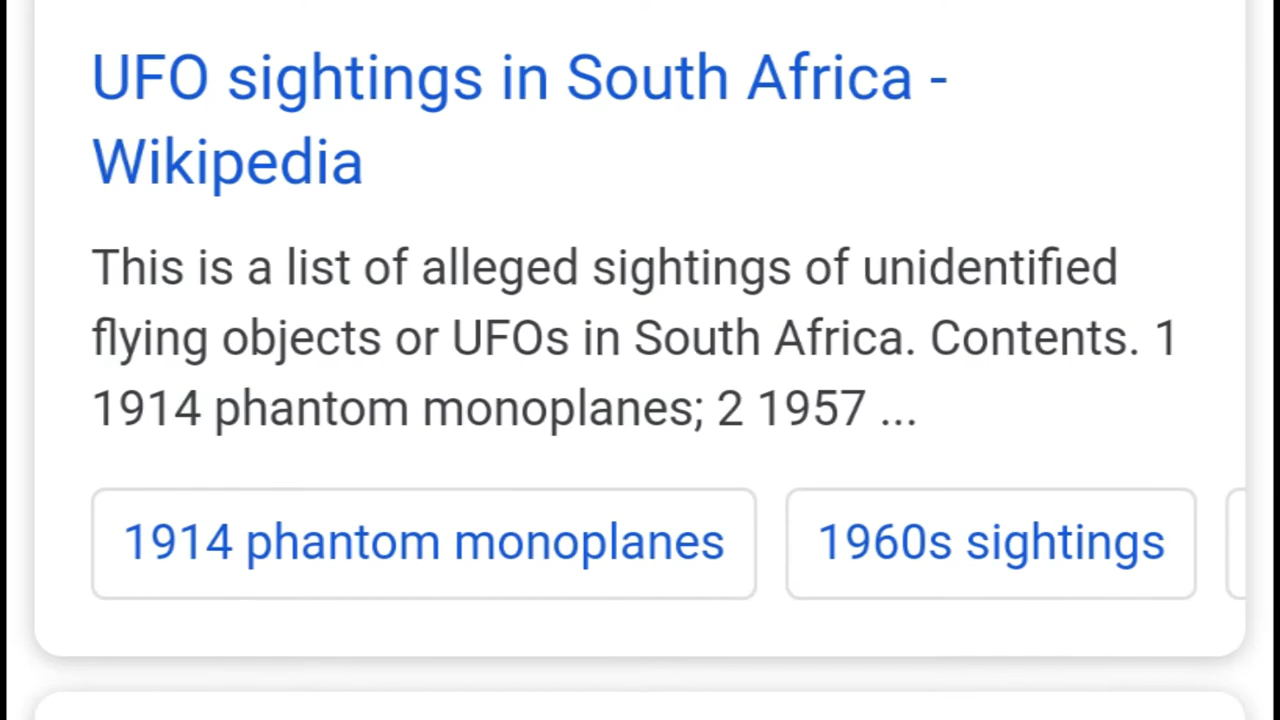 UFO sightings in South Africa -
Wikipedia
This is a list of alleged sightings of unidentified
flying objects or UFOs in South Africa. Contents. 1
1914 phantom monoplanes; 2 1957 ...
1914 phantom monoplanes
1960s sightings